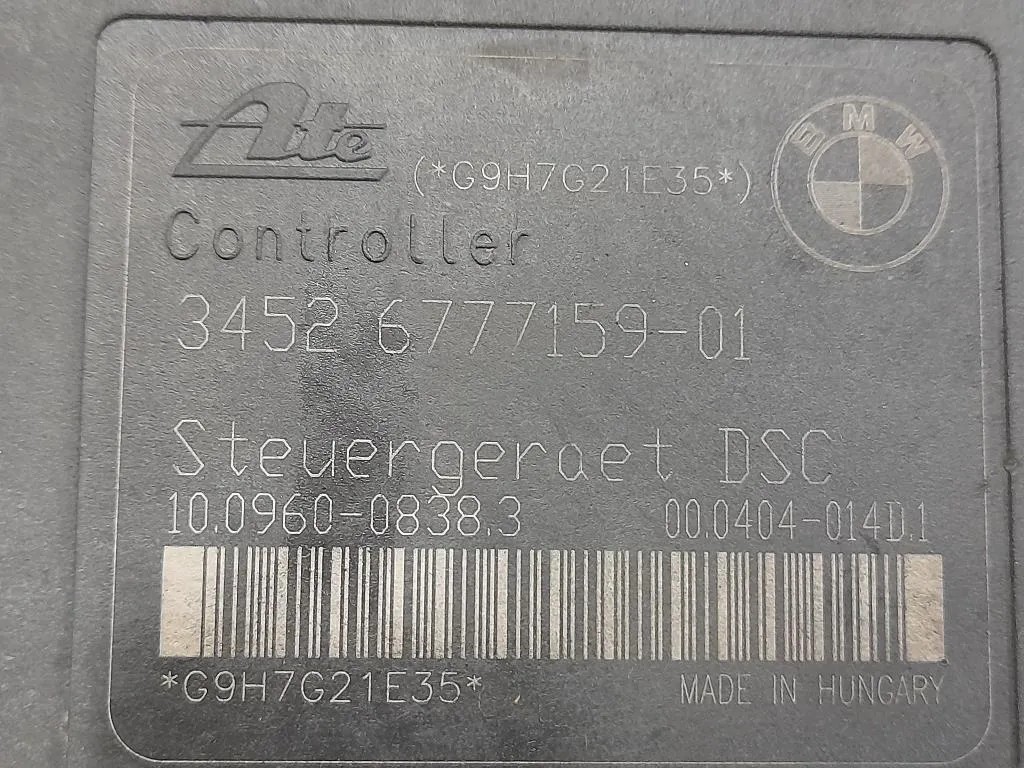 Ate
(*G9H7G21E35*)
BMW
Controller
3452 6777159-01
Steuergeraet DSC
10.0960-0838.3 00.0404-014D.1
*G9H7G21E35*
MADE IN HUNGARY